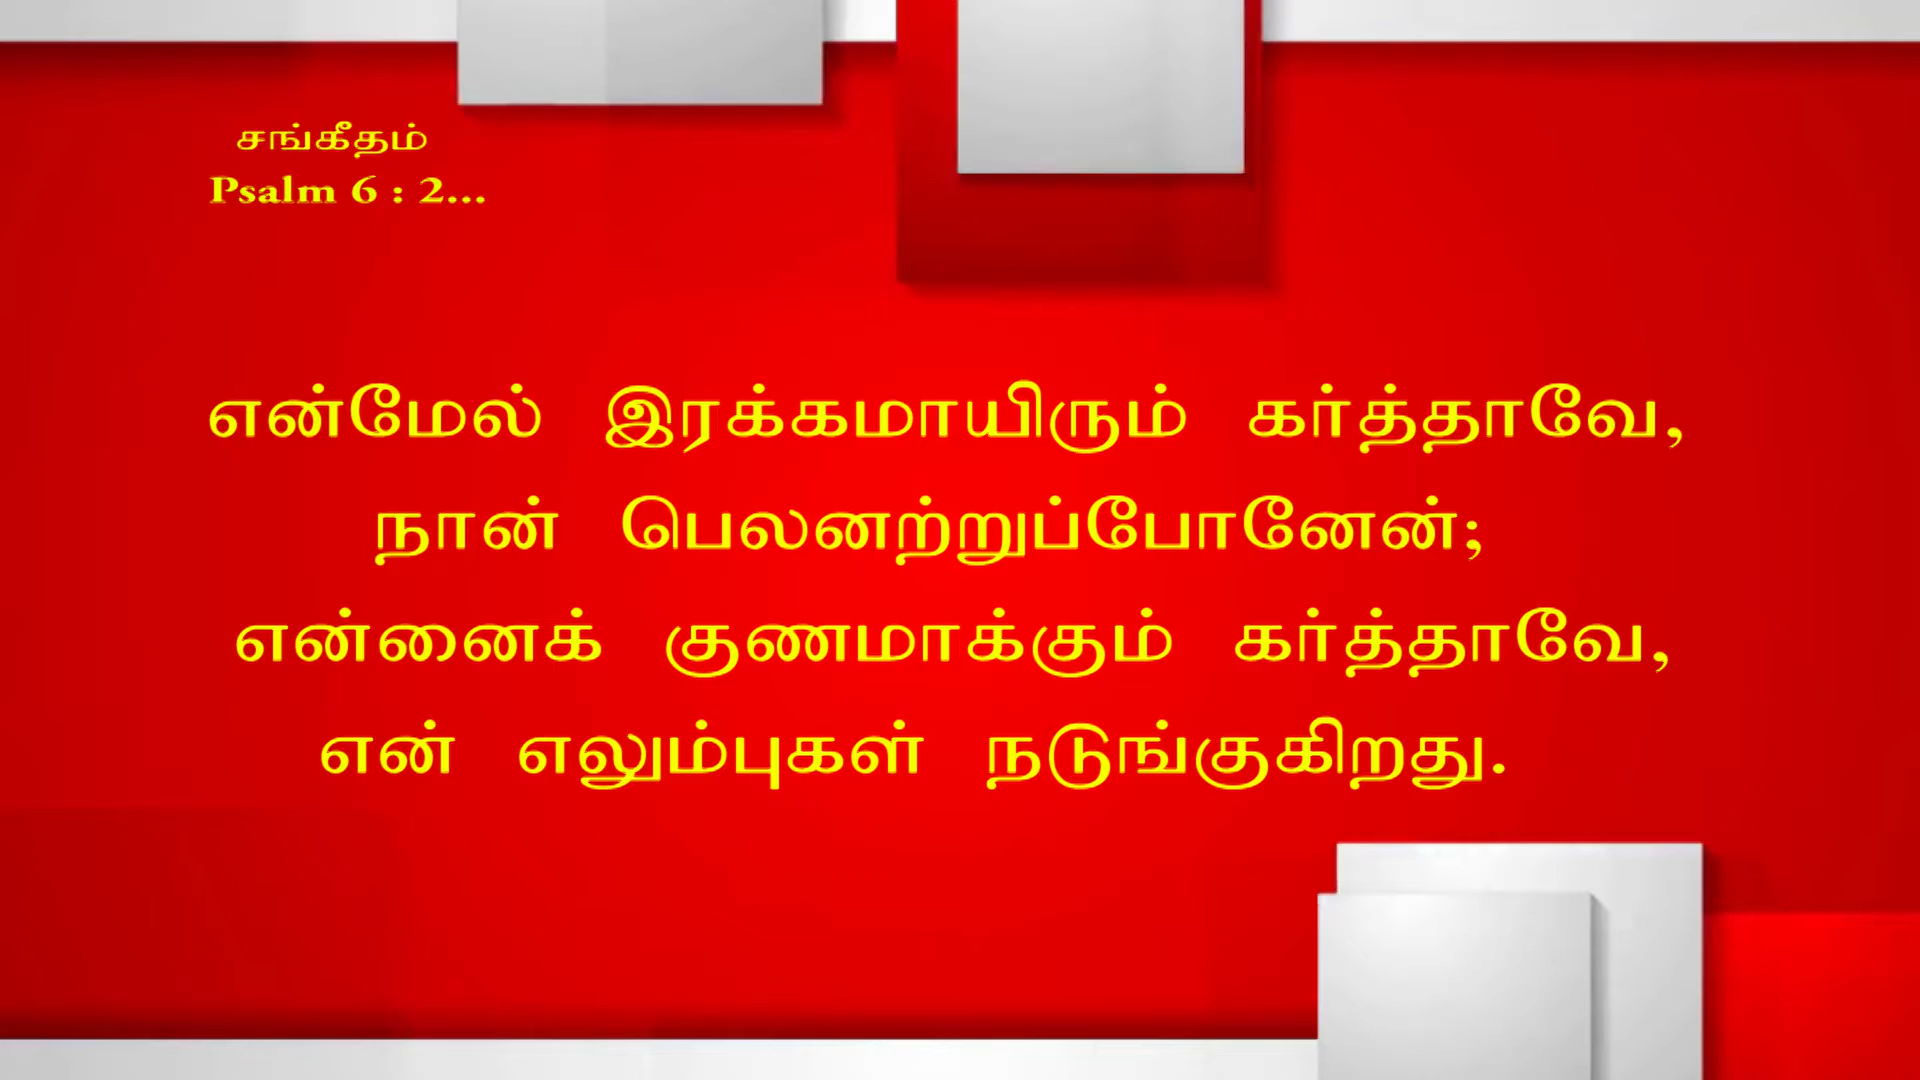 சங்கீதம்
Psalm 6 : 2...
என்மேல் இரக்கமாயிரும் கர்த்தாவே,
நான் பெலனற்றுப்போனேன்;
என்னைக் குணமாக்கும் கர்த்தாவே,
என் எலும்புகள் நடுங்குகிறது.